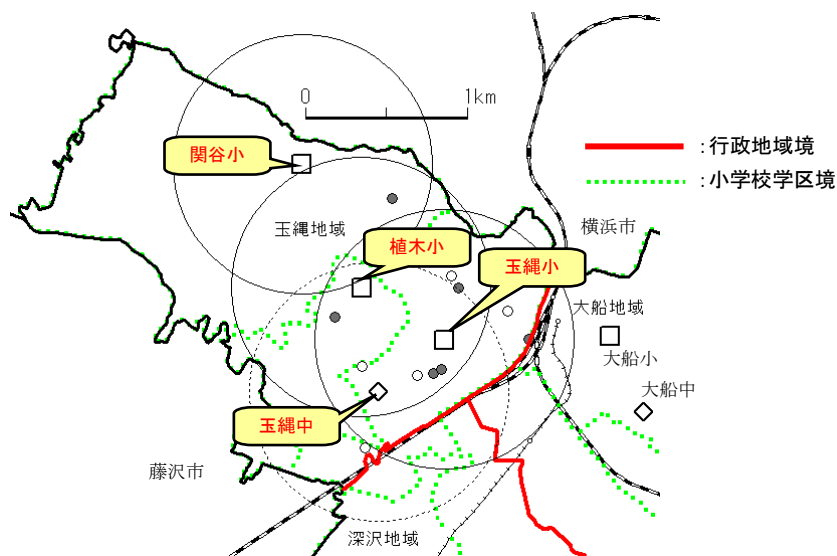 0
1km
関谷小
:行政地域境
:小学校学区境
玉縄地域
植木小
横浜市
玉縄小
大船地域
大船小
大船中
玉縄中
藤沢市
深沢地域